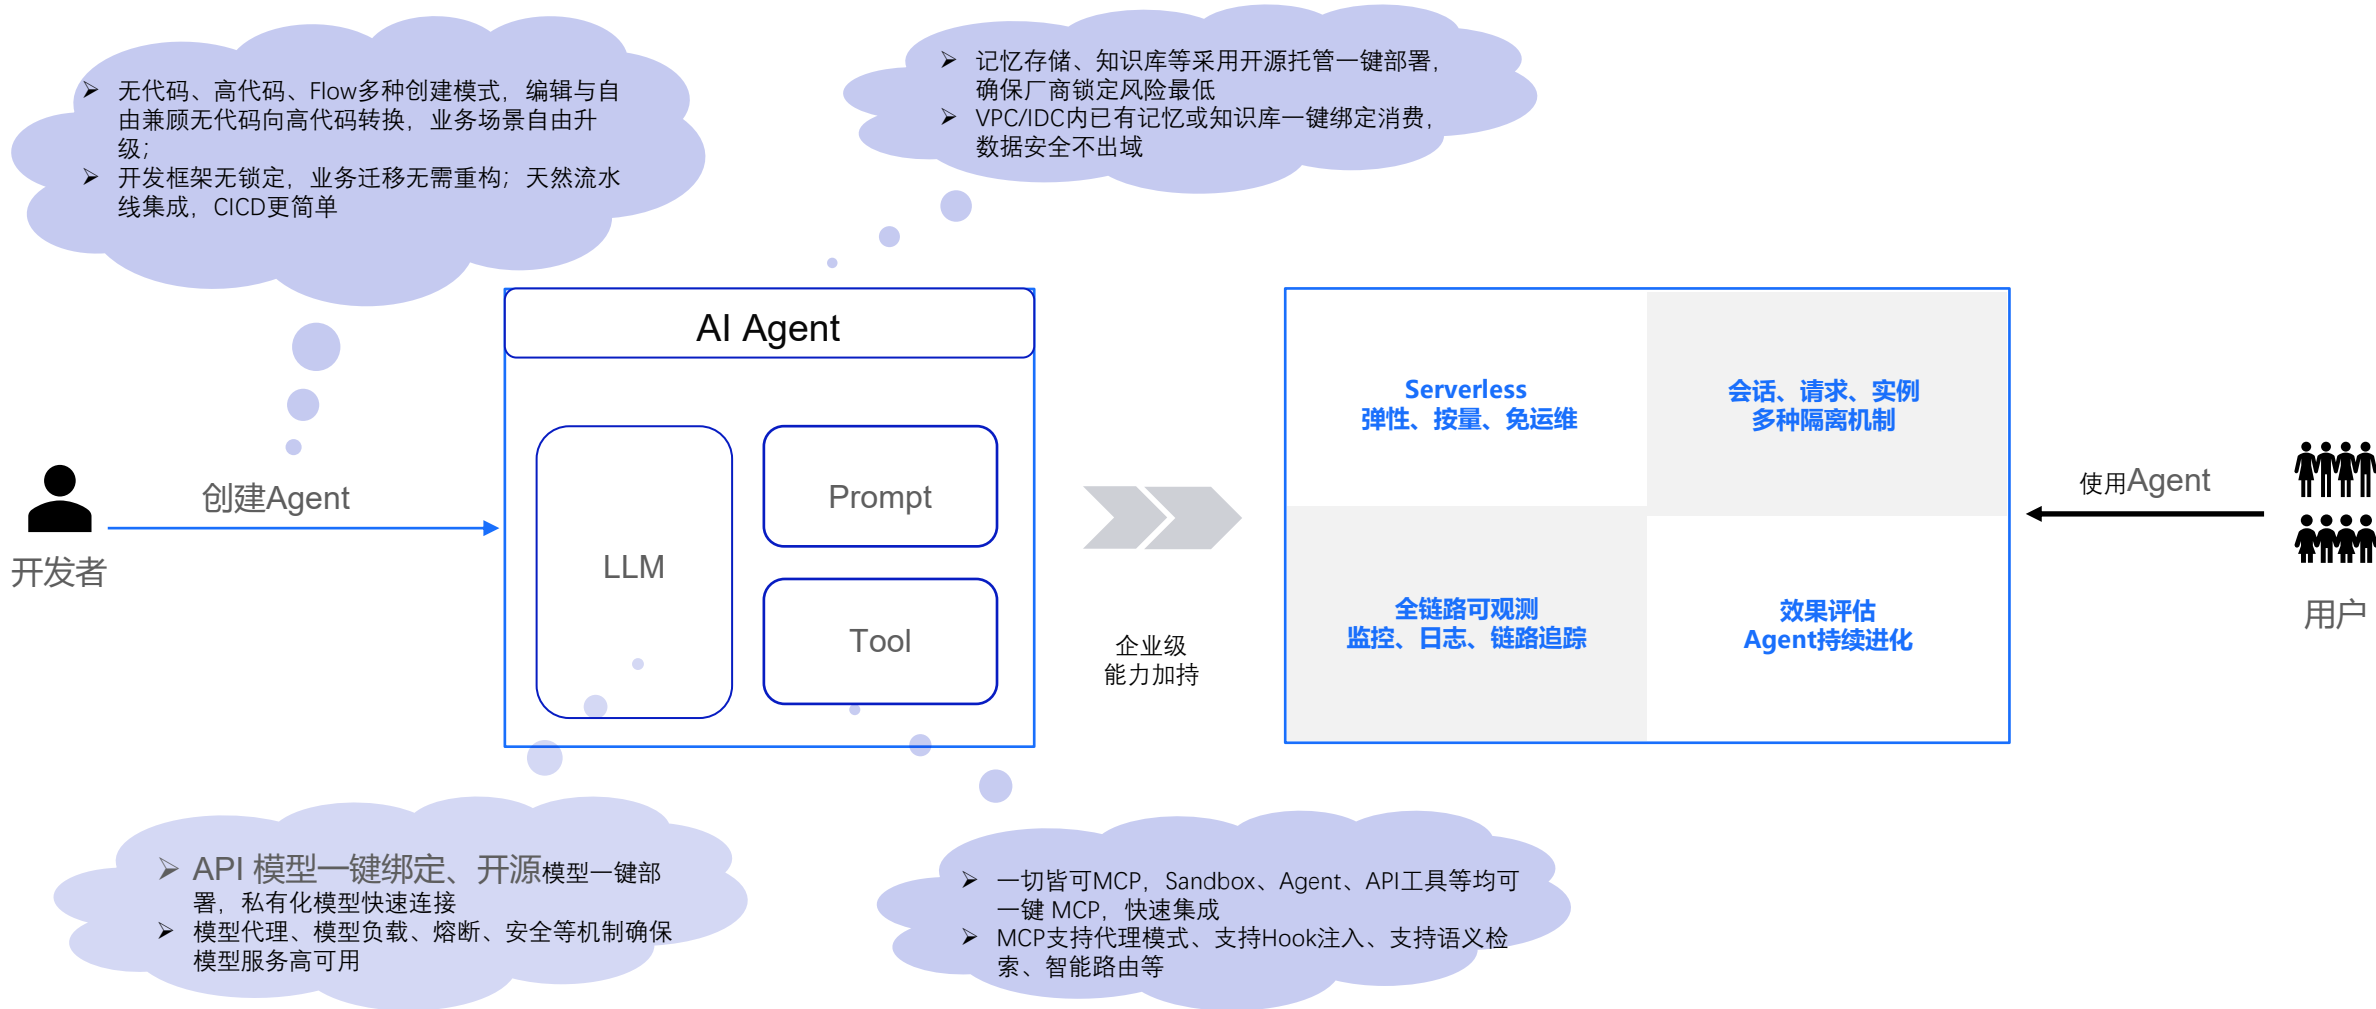 无代码、高代码、Flow多种创建模式，编辑与自
由兼顾无代码向高代码转换，业务场景自由升
级；
开发框架无锁定，业务迁移无需重构；天然流水
线集成，CICD更简单
记忆存储、知识库等采用开源托管一键部署，
确保厂商锁定风险最低
VPC/IDC内已有记忆或知识库一键绑定消费，
数据安全不出域
开发者
创建Agent
AI Agent
LLM
Prompt
Tool
企业级
能力加持
Serverless
弹性、按量、免运维
会话、请求、实例
多种隔离机制
全链路可观测
监控、日志、链路追踪
效果评估
Agent持续进化
使用Agent
用户
API 模型一键绑定、开源模型一键部
署，私有化模型快速连接
模型代理、模型负载、熔断、安全等机制确保
模型服务高可用
一切皆可MCP，Sandbox、Agent、API工具等均可
一键 MCP，快速集成
MCP支持代理模式、支持Hook注入、支持语义检
索、智能路由等